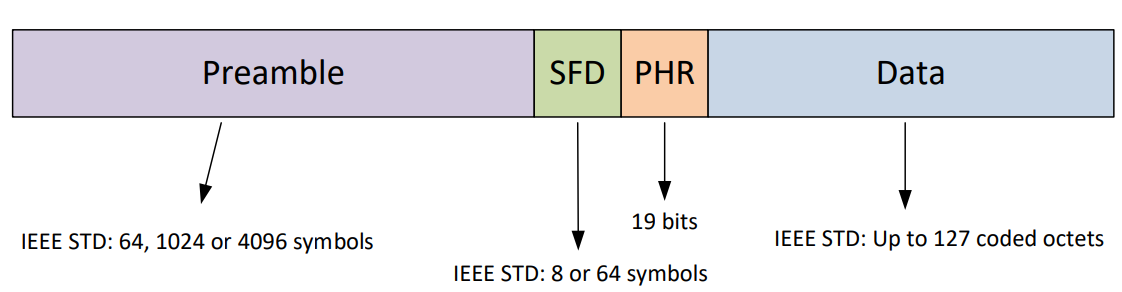 Preamble
SFD
PHR
Data
19 bits
IEEE STD: 64, 1024 or 4096 symbols
IEEE STD: Up to 127 coded octets
IEEE STD: 8 or 64 symbols